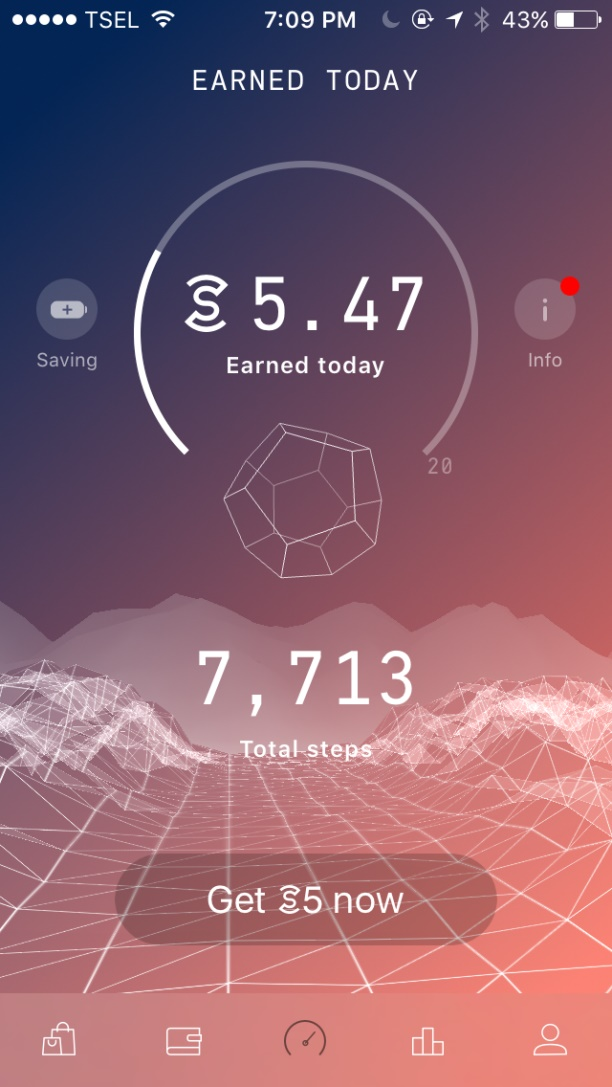 TSEL 7:09 PM 43%
EARNED TODAY
5.47
Earned today
Saving
Info
20
7,713
Total steps
Get S5 now